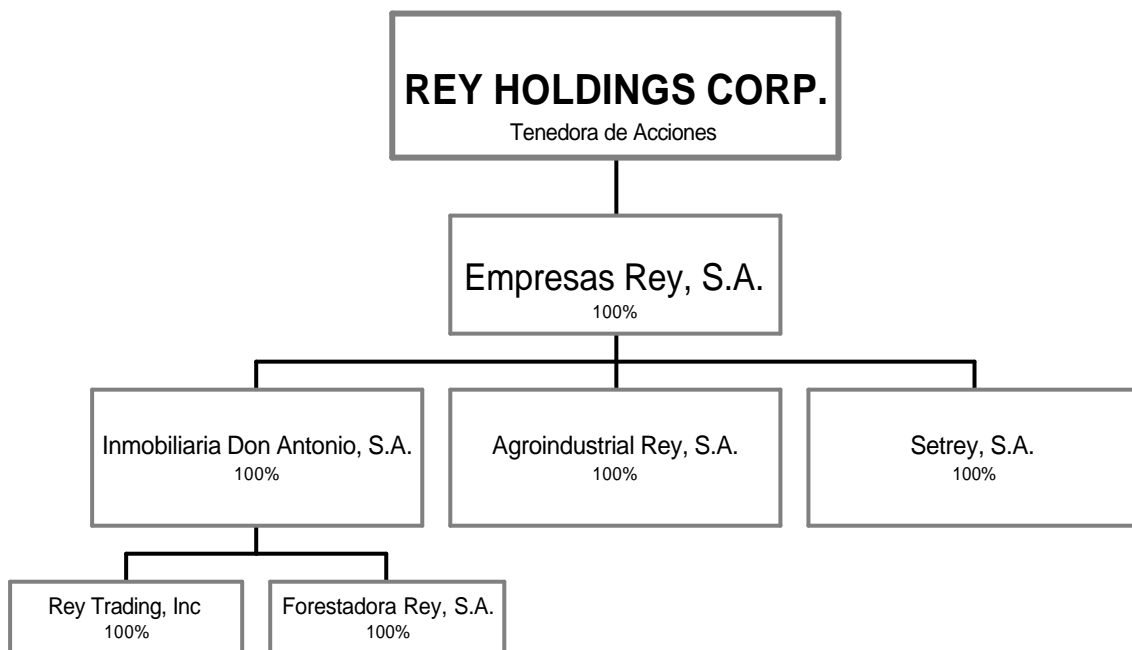 REY HOLDINGS CORP.
Tenedora de Acciones
Empresas Rey, S.A.
100%
Inmobiliaria Don Antonio, S.A.
100%
Agroindustrial Rey, S.A.
100%
Setrey, S.A.
100%
Rey Trading, Inc
100%
Forestadora Rey, S.A.
100%